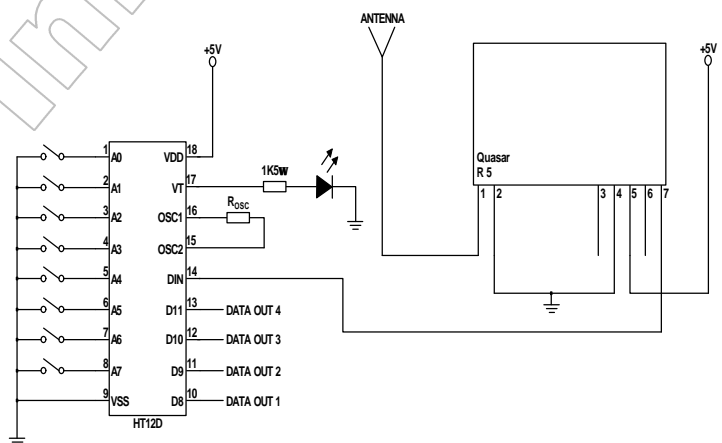 ANTENNA
+5V
+5V
Quasar
R 5
1 2 3 4 5 6 7
1 A0 VDD 18
2 A1 VT 17
1K5w
3 A2 OSC1 16
ROSC
4 A3 OSC2 15
5 A4 DIN 14
6 A5 D11 13 DATA OUT 4
7 A6 D10 12 DATA OUT 3
8 A7 D9 11 DATA OUT 2
9 VSS D8 10 DATA OUT 1
HT12D